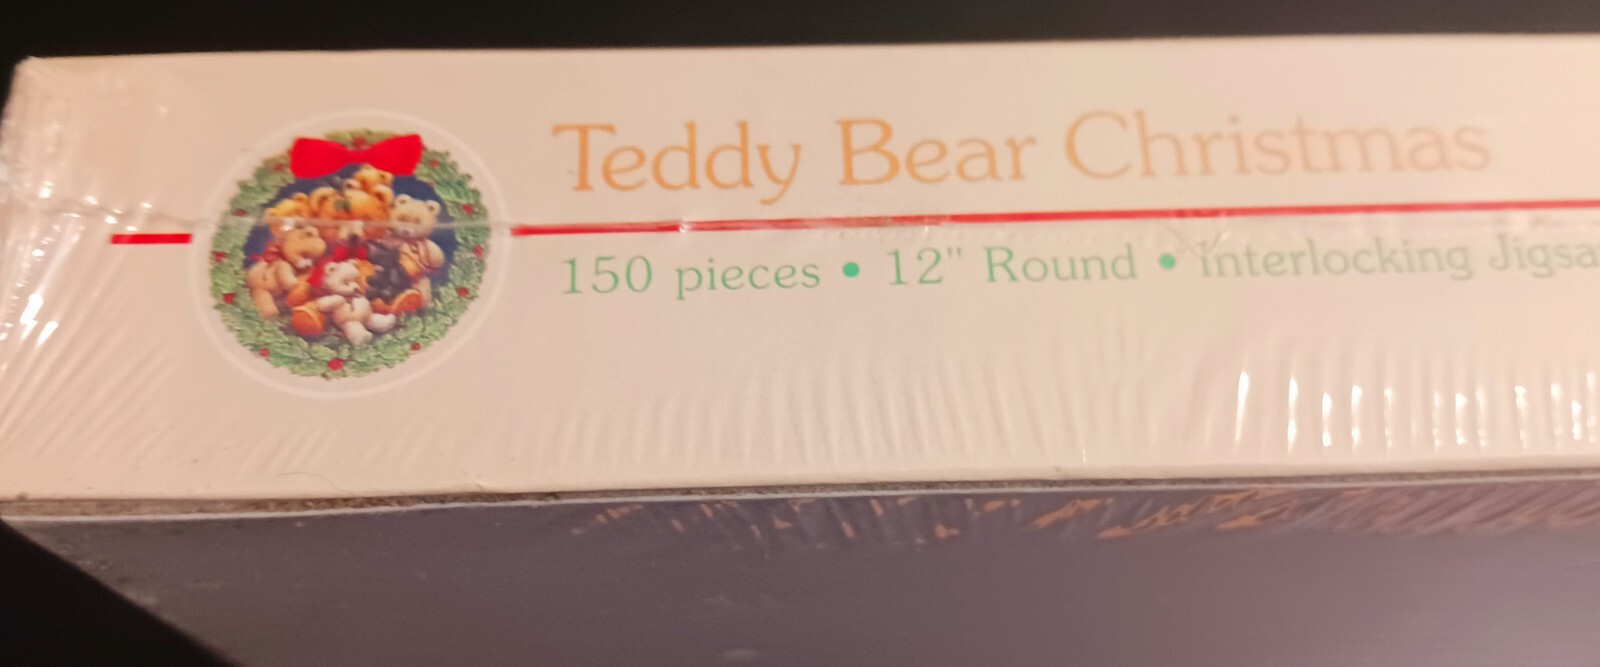 Teddy Bear Christmas
150 pieces • 12" Round • Interlocking